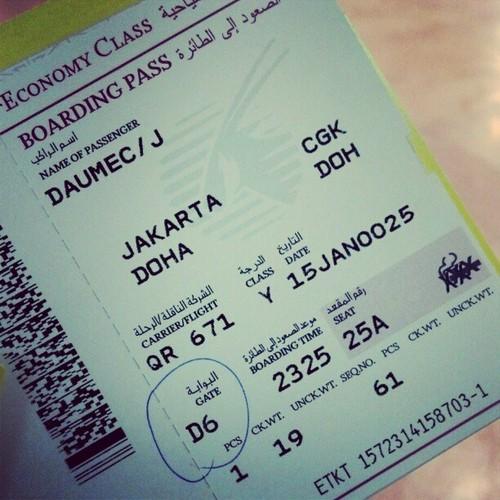 ECONOMY CLASS السياحية
BOARDING PASS الصعود إلى الطائرة
اسم الراكب
NAME OF PASSENGER
DAUMEC/J
JAKARTA CGK
DOHA DOH
الشركة الناقلة/الرحلة الدرجة التاريخ
CARRIER/FLIGHT CLASS DATE
QR 671 Y 15JAN0025
البوابة موعد الصعود إلى الطائرة رقم المقعد
GATE BOARDING TIME SEAT
D6 2325 25A
PCS CK.WT. UNCK.WT. SEQ.NO. PCS CK.WT. UNCK.WT.
1 19 61
ETKT 1572314158703-1